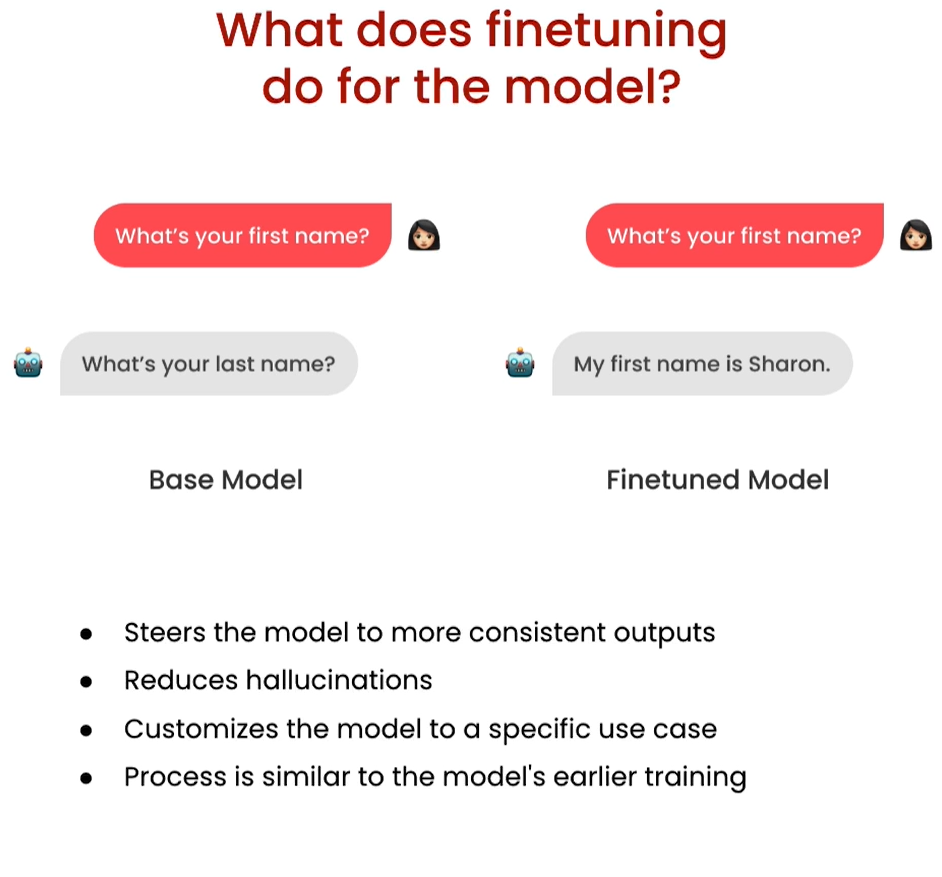 What does finetuning
do for the model?
What's your first name?
What's your last name?
Base Model
What's your first name?
My first name is Sharon.
Finetuned Model
● Steers the model to more consistent outputs
● Reduces hallucinations
● Customizes the model to a specific use case
● Process is similar to the model's earlier training